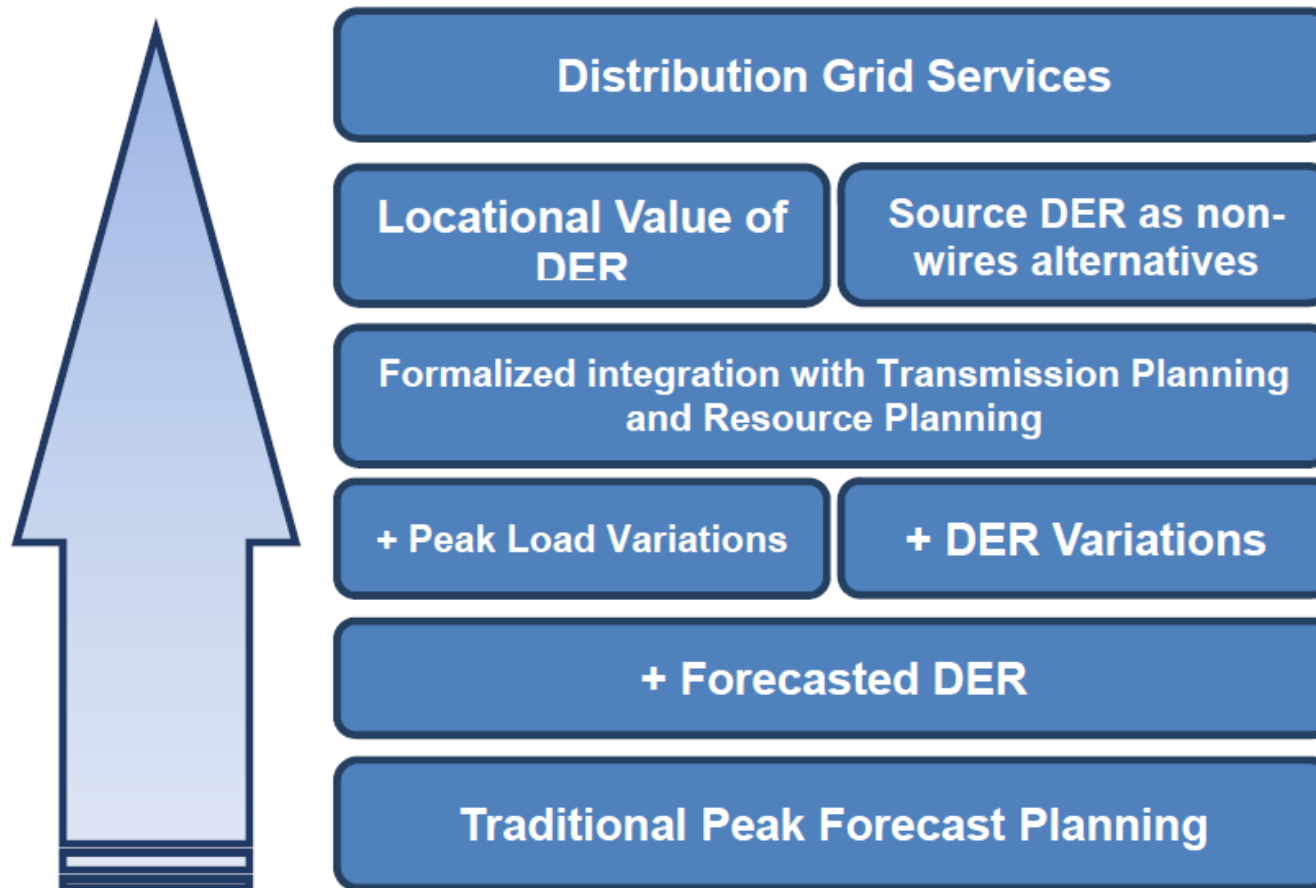 Distribution Grid Services
Locational Value of
DER
Source DER as non-
wires alternatives
Formalized integration with Transmission Planning
and Resource Planning
+ Peak Load Variations
+ DER Variations
+ Forecasted DER
Traditional Peak Forecast Planning